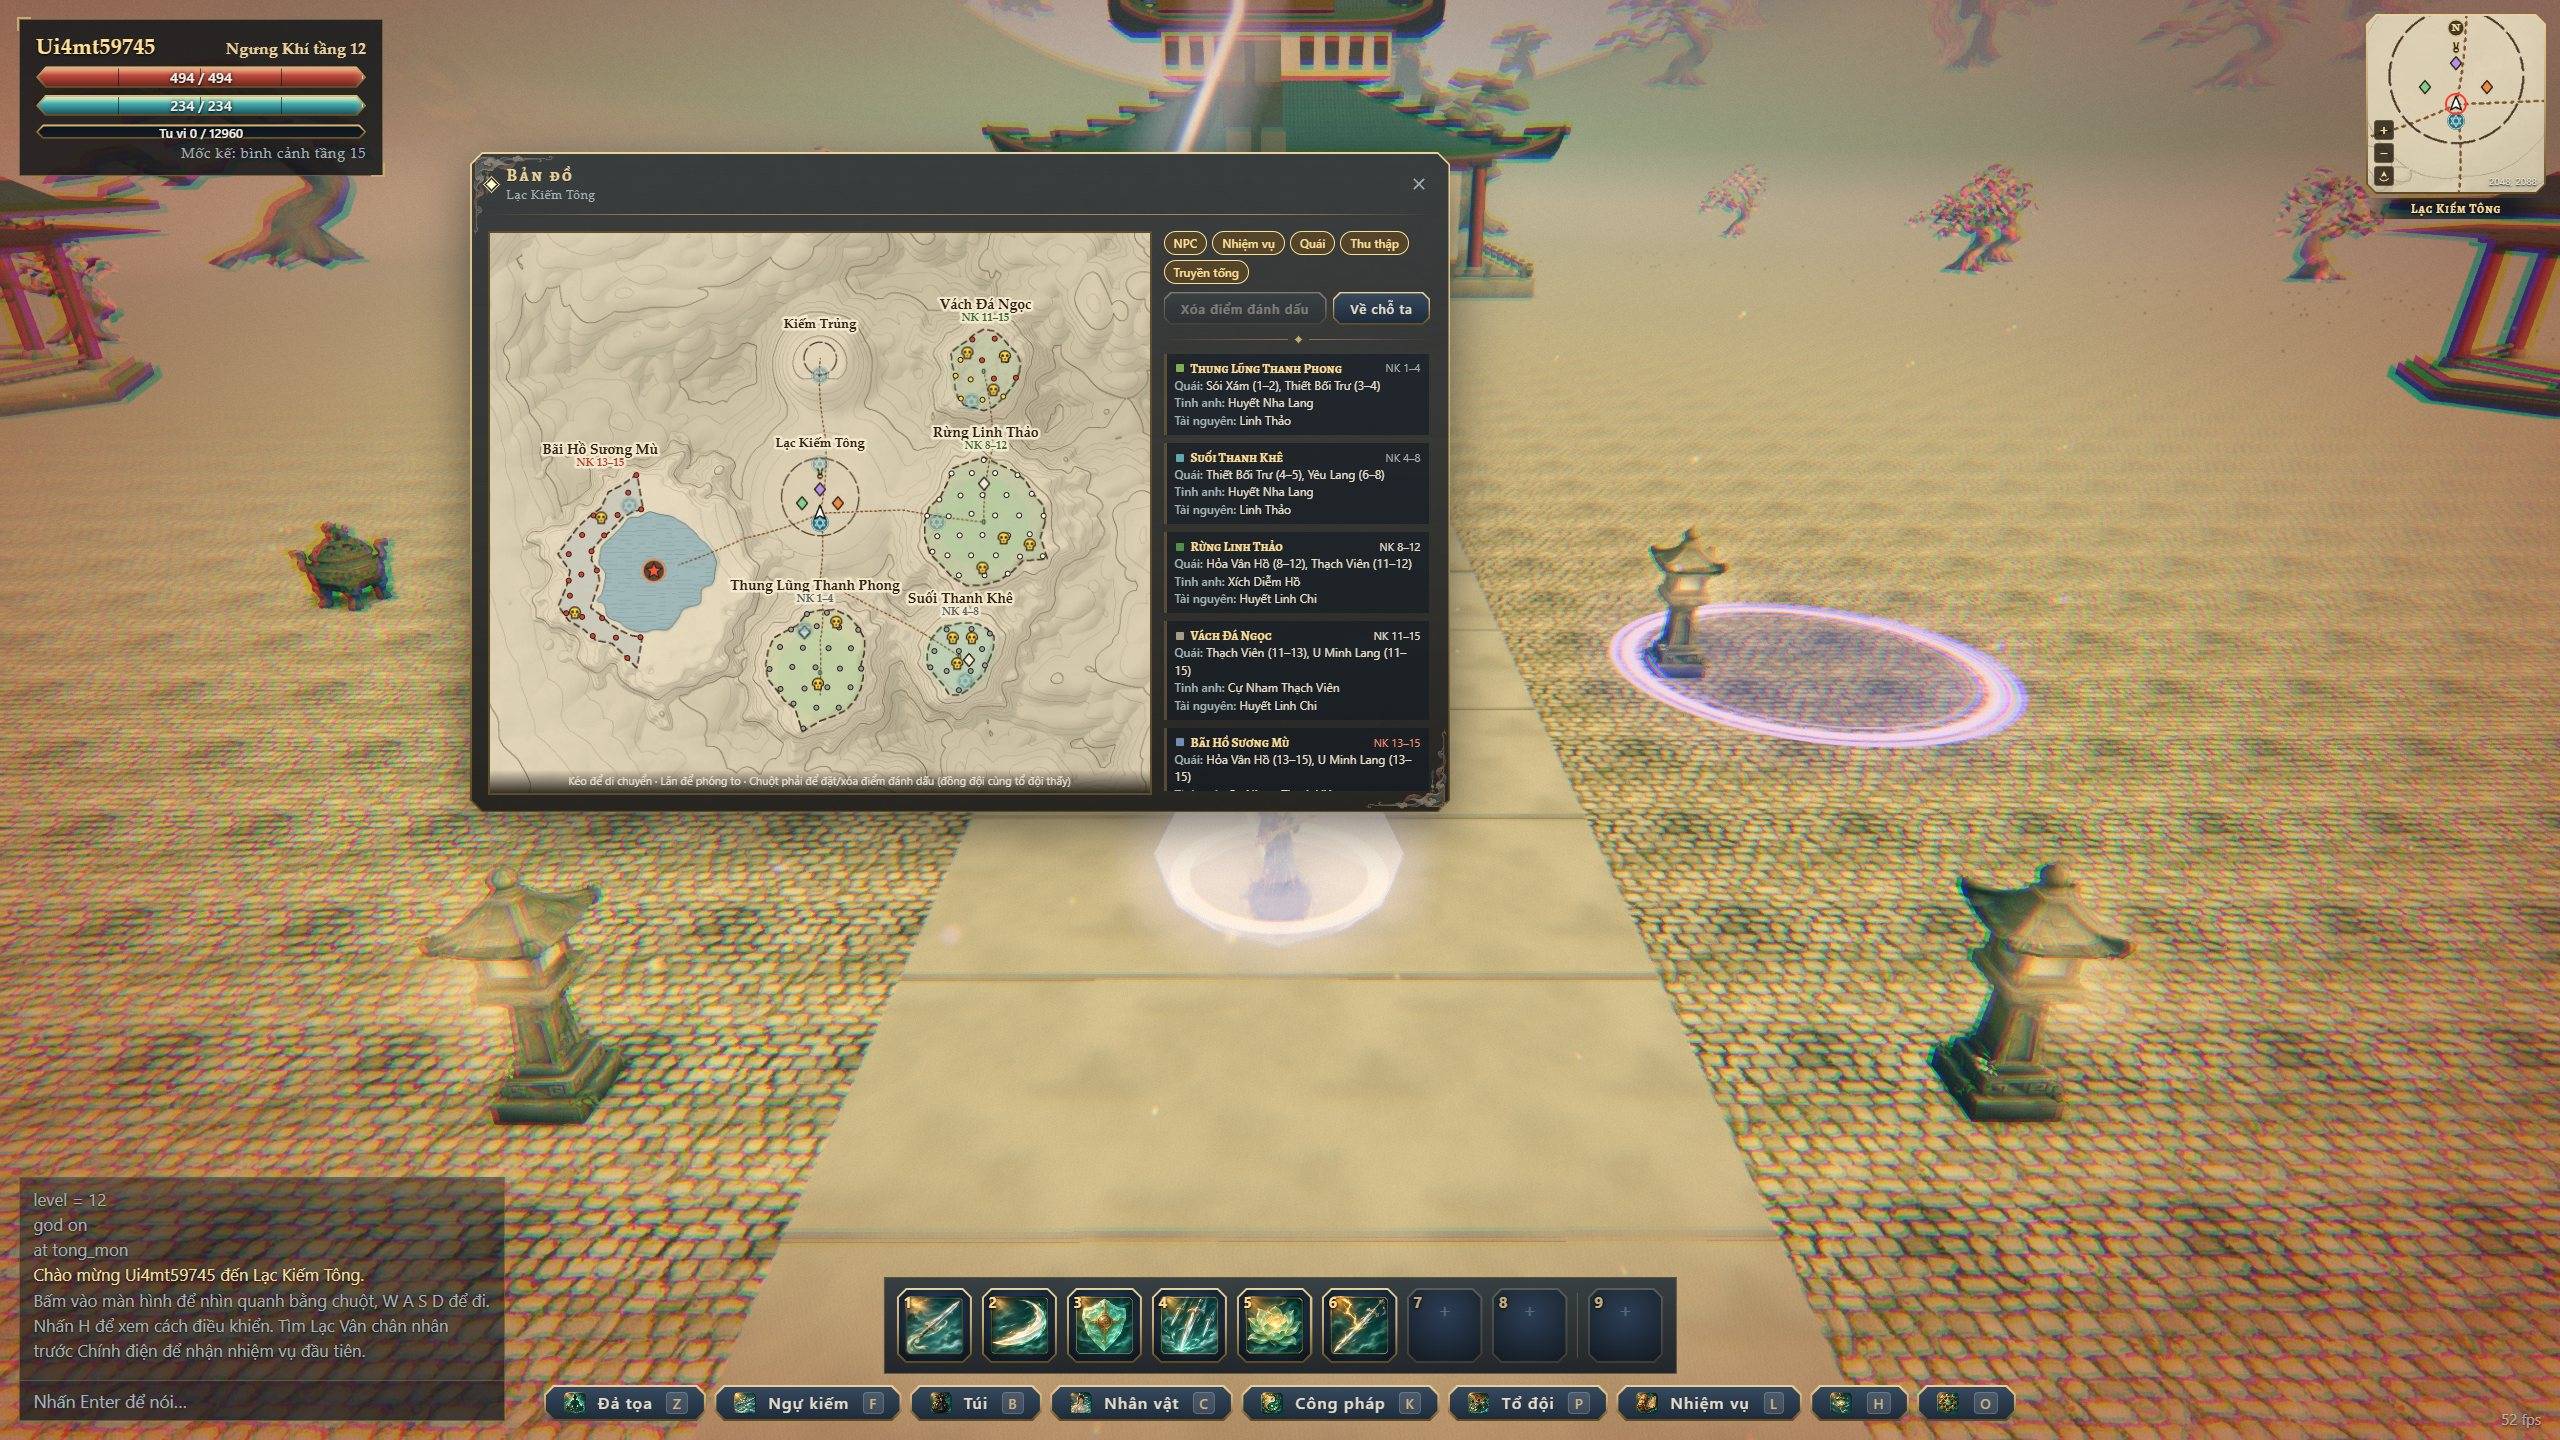 Ui4mt59745 Ngưng Khí tầng 12
494 / 494
234 / 234
Tu vi 0 / 12960
Mốc kế: bình cảnh tầng 15
N
+
−
2048, 2088
Lạc Kiếm Tông
Bản đồ
Lạc Kiếm Tông
×
Vách Đá Ngọc
NK 11–15
Kiếm Trủng
Rừng Linh Thảo
NK 8–12
Lạc Kiếm Tông
Bãi Hồ Sương Mù
NK 13–15
Thung Lũng Thanh Phong
NK 1–4
Suối Thanh Khê
NK 4–8
Kéo để di chuyển · Lăn để phóng to · Chuột phải để đặt/xóa điểm đánh dấu (đồng đội cùng tổ đội thấy)
NPC Nhiệm vụ Quái Thu thập
Truyền tống
Xóa điểm đánh dấu Về chỗ ta
Thung Lũng Thanh Phong NK 1–4
Quái: Sói Xám (1–2), Thiết Bối Trư (3–4)
Tinh anh: Huyết Nha Lang
Tài nguyên: Linh Thảo
Suối Thanh Khê NK 4–8
Quái: Thiết Bối Trư (4–5), Yêu Lang (6–8)
Tinh anh: Huyết Nha Lang
Tài nguyên: Linh Thảo
Rừng Linh Thảo NK 8–12
Quái: Hỏa Vân Hồ (8–12), Thạch Viên (11–12)
Tinh anh: Xích Diễm Hồ
Tài nguyên: Huyết Linh Chi
Vách Đá Ngọc NK 11–15
Quái: Thạch Viên (11–13), U Minh Lang (11–
15)
Tinh anh: Cự Nham Thạch Viên
Tài nguyên: Huyết Linh Chi
Bãi Hồ Sương Mù NK 13–15
Quái: Hỏa Vân Hồ (13–15), U Minh Lang (13–
15)
level = 12
god on
at tong_mon
Chào mừng Ui4mt59745 đến Lạc Kiếm Tông.
Bấm vào màn hình để nhìn quanh bằng chuột, W A S D để đi.
Nhấn H để xem cách điều khiển. Tìm Lạc Vân chân nhân
trước Chính điện để nhận nhiệm vụ đầu tiên.
Nhấn Enter để nói...
1 2 3 4 5 6 7 + 8 + 9 +
Đả tọa Z Ngự kiếm F Túi B Nhân vật C Công pháp K Tổ đội P Nhiệm vụ L H O
52 fps